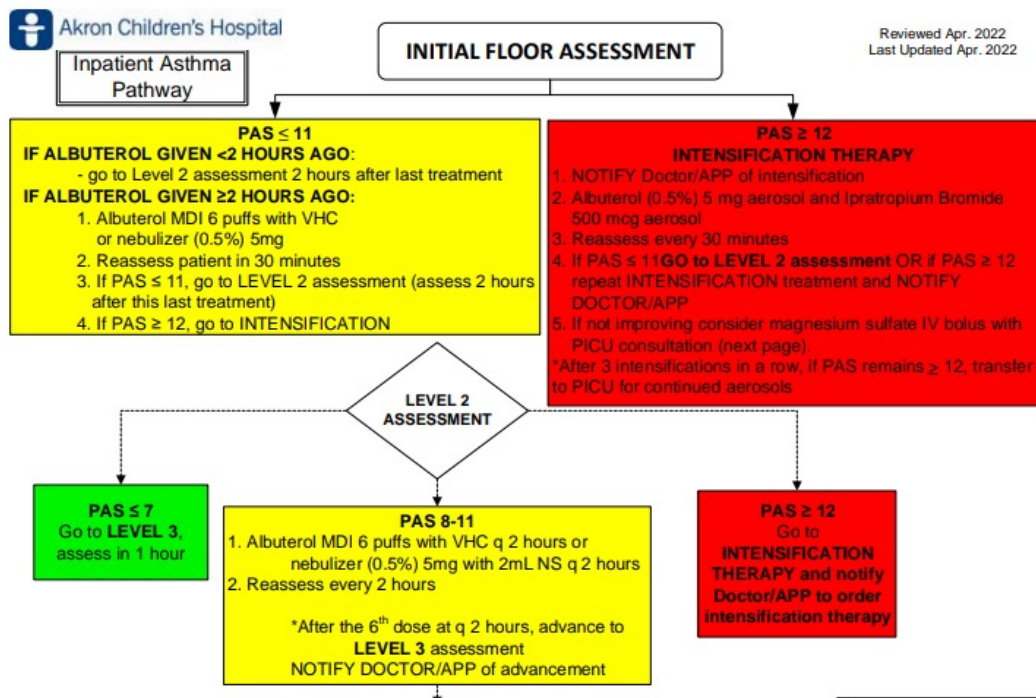 Akron Children's Hospital
Inpatient Asthma
Pathway
INITIAL FLOOR ASSESSMENT
Reviewed Apr. 2022
Last Updated Apr. 2022
PAS ≤ 11
IF ALBUTEROL GIVEN <2 HOURS AGO:
- go to Level 2 assessment 2 hours after last treatment
IF ALBUTEROL GIVEN ≥2 HOURS AGO:
1. Albuterol MDI 6 puffs with VHC
or nebulizer (0.5%) 5mg
2. Reassess patient in 30 minutes
3. If PAS ≤ 11, go to LEVEL 2 assessment (assess 2 hours
after this last treatment)
4. If PAS ≥ 12, go to INTENSIFICATION
PAS ≥ 12
INTENSIFICATION THERAPY
1. NOTIFY Doctor/APP of intensification
2. Albuterol (0.5%) 5 mg aerosol and Ipratropium Bromide
500 mcg aerosol
3. Reassess every 30 minutes
4. If PAS ≤ 11GO to LEVEL 2 assessment OR if PAS ≥ 12
repeat INTENSIFICATION treatment and NOTIFY
DOCTOR/APP
5. If not improving consider magnesium sulfate IV bolus with
PICU consultation (next page).
*After 3 intensifications in a row, if PAS remains ≥ 12, transfer
to PICU for continued aerosols
LEVEL 2
ASSESSMENT
PAS ≤ 7
Go to LEVEL 3,
assess in 1 hour
PAS 8-11
1. Albuterol MDI 6 puffs with VHC q 2 hours or
nebulizer (0.5%) 5mg with 2mL NS q 2 hours
2. Reassess every 2 hours
*After the 6th dose at q 2 hours, advance to
LEVEL 3 assessment
NOTIFY DOCTOR/APP of advancement
PAS ≥ 12
Go to
INTENSIFICATION
THERAPY and notify
Doctor/APP to order
intensification therapy